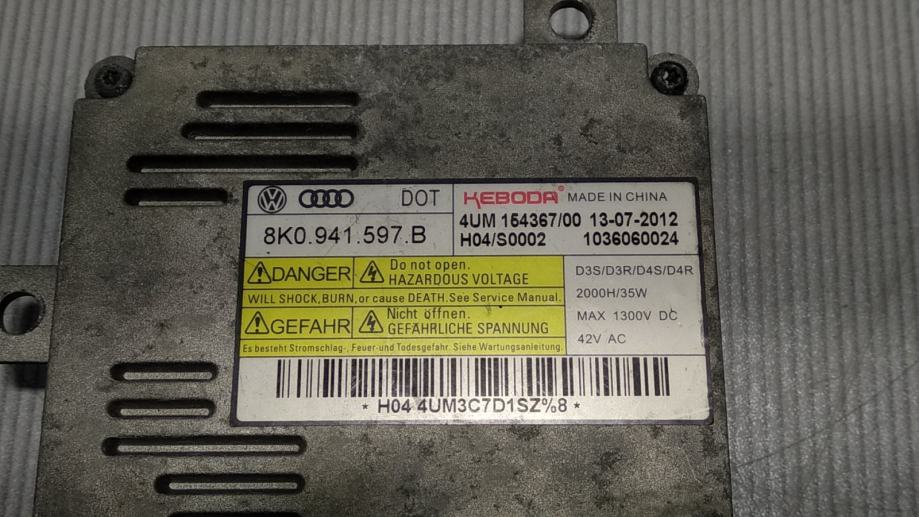 DOT
KEBODA® MADE IN CHINA
8K0.941.597.B
4UM 154367/00 13-07-2012
H04/S0002 1036060024
DANGER
Do not open.
HAZARDOUS VOLTAGE
WILL SHOCK, BURN, or cause DEATH. See Service Manual.
GEFAHR
Nicht öffnen.
GEFÄHRLICHE SPANNUNG
Es besteht Stromschlag-, Feuer-und Todesgefahr. Siehe Wartungsanleitung.
D3S/D3R/D4S/D4R
2000H/35W
MAX 1300V DC
42V AC
* H04 4UM3C7D1SZ%8 *